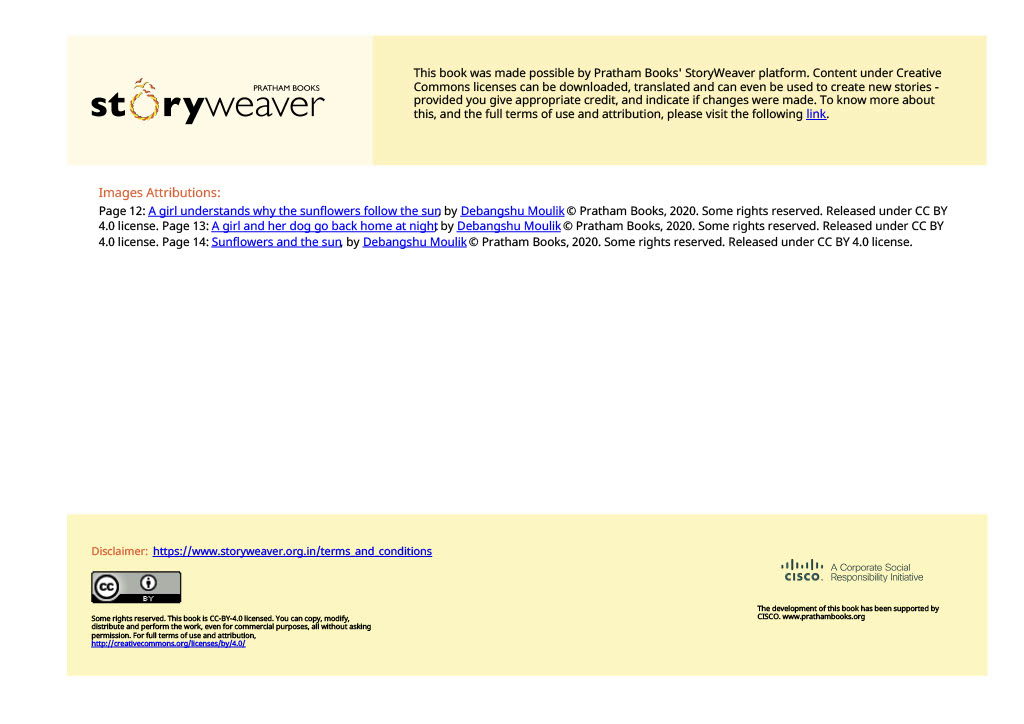 PRATHAM BOOKS
storyweaver
This book was made possible by Pratham Books' StoryWeaver platform. Content under Creative
Commons licenses can be downloaded, translated and can even be used to create new stories -
provided you give appropriate credit, and indicate if changes were made. To know more about
this, and the full terms of use and attribution, please visit the following link.
Images Attributions:
Page 12: A girl understands why the sunflowers follow the sun, by Debangshu Moulik © Pratham Books, 2020. Some rights reserved. Released under CC BY
4.0 license. Page 13: A girl and her dog go back home at night, by Debangshu Moulik © Pratham Books, 2020. Some rights reserved. Released under CC BY
4.0 license. Page 14: Sunflowers and the sun, by Debangshu Moulik © Pratham Books, 2020. Some rights reserved. Released under CC BY 4.0 license.
Disclaimer: https://www.storyweaver.org.in/terms_and_conditions
cc
BY
Some rights reserved. This book is CC-BY-4.0 licensed. You can copy, modify,
distribute and perform the work, even for commercial purposes, all without asking
permission. For full terms of use and attribution,
http://creativecommons.org/licenses/by/4.0/
CISCO.
A Corporate Social
Responsibility Initiative
The development of this book has been supported by
CISCO. www.prathambooks.org